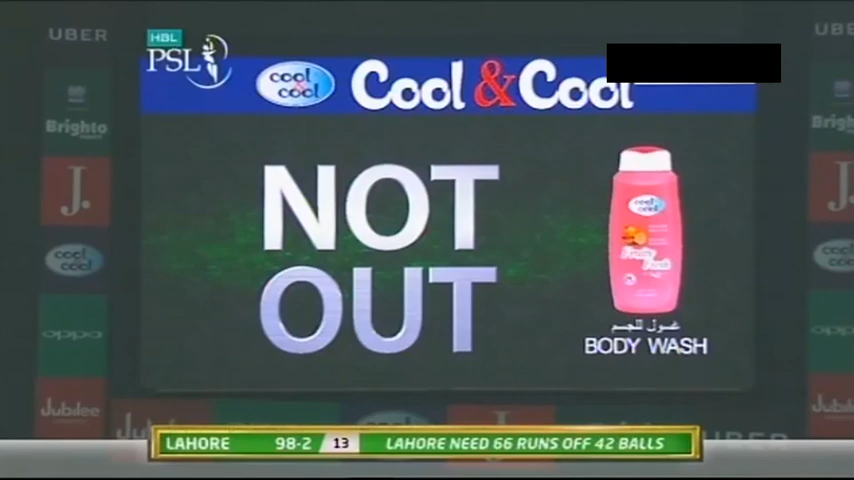 UBER
HBL
PSL
UBER
cool & cool
Cool & Cool
Brighto
Brighto
NOT
OUT
J.
J.
cool & cool
cool & cool
cool & cool
Fruity
Fresh
oppo
oppo
غسول للجسم
BODY WASH
Jubilee
Jubilee
LAHORE 98-2 13 LAHORE NEED 66 RUNS OFF 42 BALLS
UBER